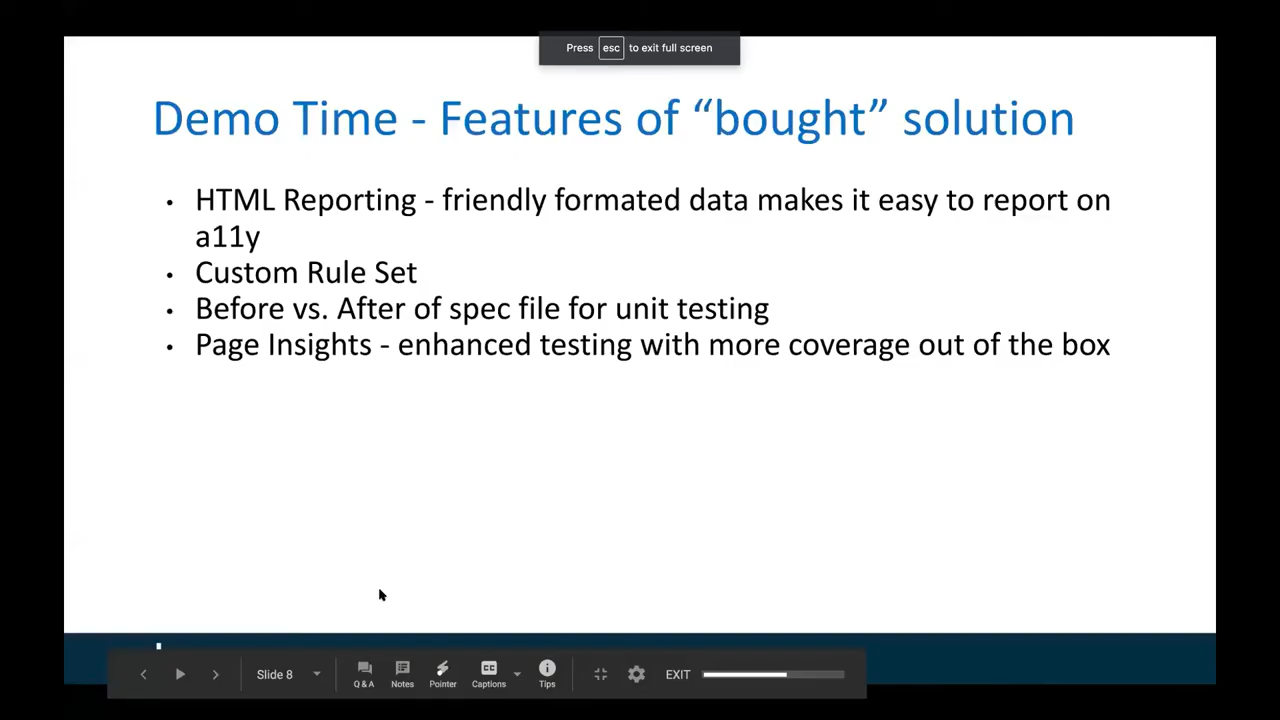 Press esc to exit full screen
Demo Time - Features of “bought” solution
• HTML Reporting - friendly formated data makes it easy to report on
a11y
• Custom Rule Set
• Before vs. After of spec file for unit testing
• Page Insights - enhanced testing with more coverage out of the box
Slide 8 Q & A Notes Pointer Captions Tips EXIT